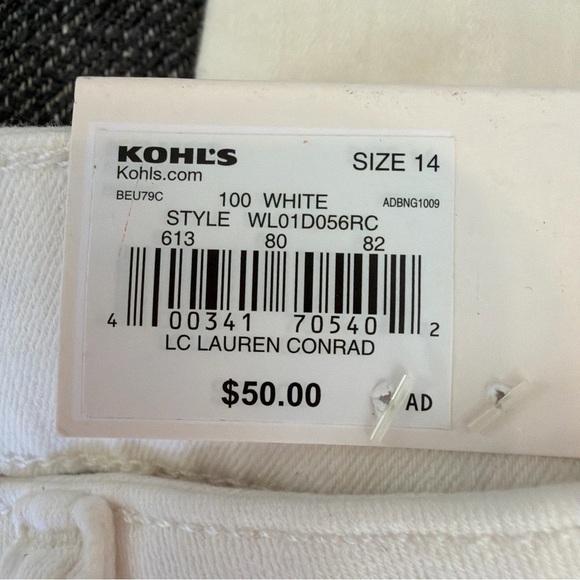 KOHL'S SIZE 14
Kohls.com
BEU79C 100 WHITE ADBNG1009
STYLE WL01D056RC
613 80 82
4 00341 70540 2
LC LAUREN CONRAD
$50.00 AD